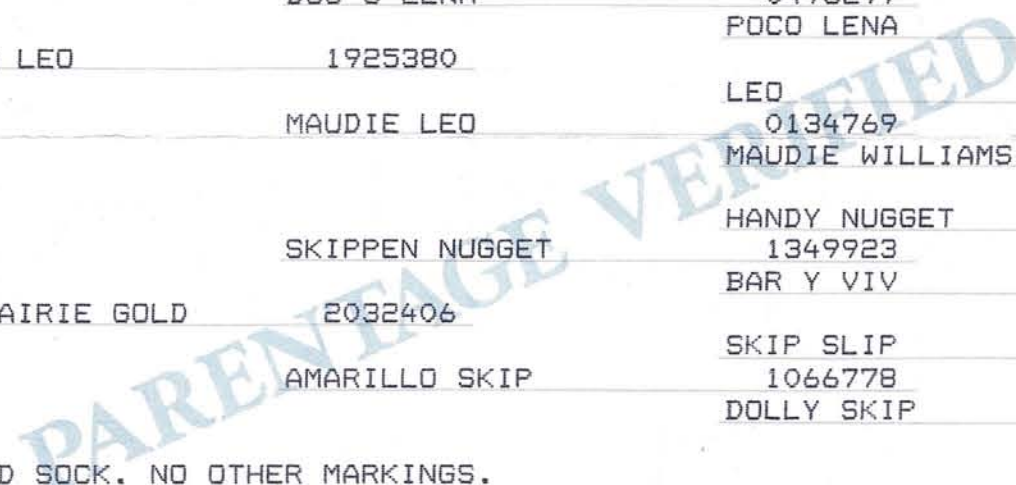 POCO LENA
LEO 1925380
LEO
MAUDIE LEO 0134769
MAUDIE WILLIAMS
HANDY NUGGET
SKIPPEN NUGGET 1349923
BAR Y VIV
AIRIE GOLD 2032406
SKIP SLIP
AMARILLO SKIP 1066778
DOLLY SKIP
PARENTAGE VERIFIED
D SOCK. NO OTHER MARKINGS.